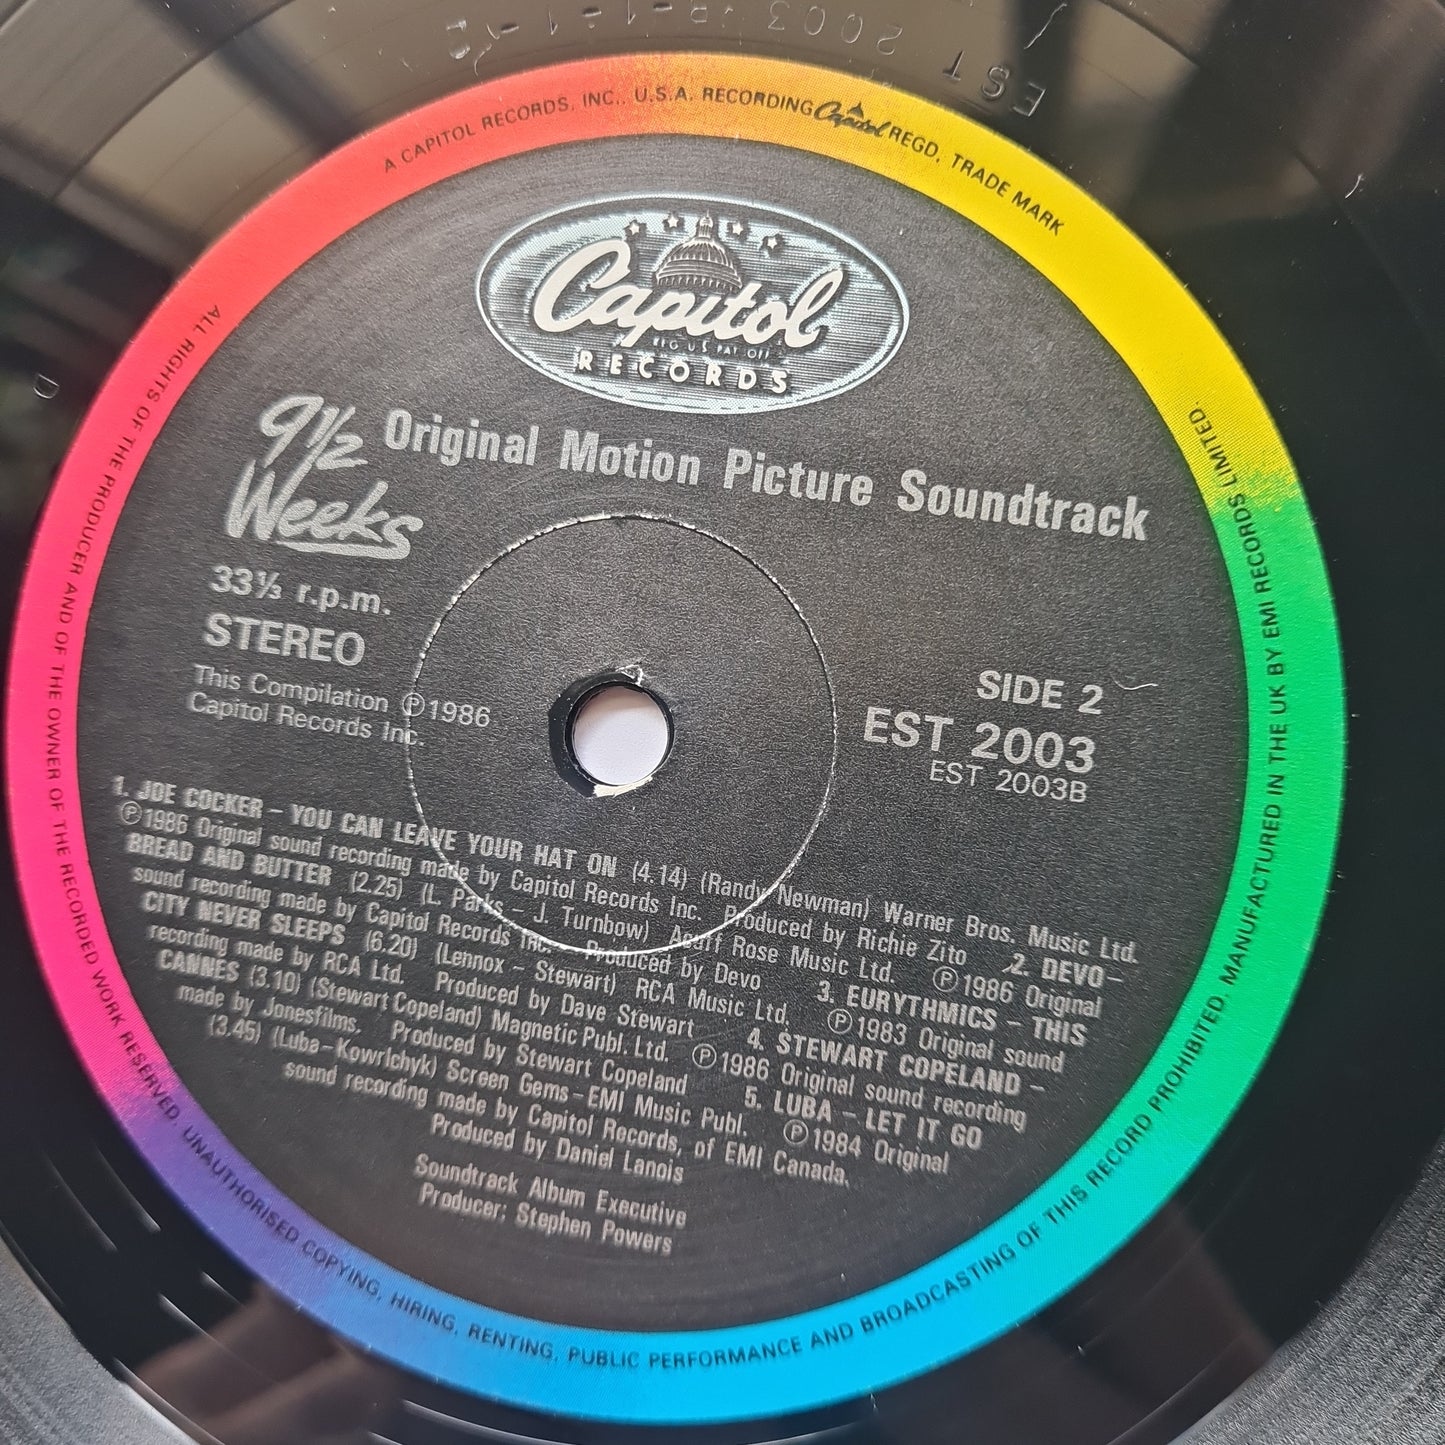 EST 2003 B-1-1-2
A CAPITOL RECORDS, INC., U.S.A. RECORDING Capitol REGD. TRADE MARK
Capitol
REG. U.S. PAT. OFF.
RECORDS
9½ Weeks
Original Motion Picture Soundtrack
33⅓ r.p.m.
STEREO
This Compilation ℗1986
Capitol Records Inc.
SIDE 2
EST 2003
EST 2003B
1. JOE COCKER – YOU CAN LEAVE YOUR HAT ON (4.14) (Randy Newman) Warner Bros. Music Ltd.
℗1986 Original sound recording made by Capitol Records Inc. Produced by Richie Zito 2. DEVO–
BREAD AND BUTTER (2.25) (L. Parks – J. Turnbow) Acuff Rose Music Ltd. ℗1986 Original
sound recording made by Capitol Records Inc. Produced by Devo 3. EURYTHMICS – THIS
CITY NEVER SLEEPS (6.20) (Lennox – Stewart) RCA Music Ltd. ℗1983 Original sound
recording made by RCA Ltd. Produced by Dave Stewart 4. STEWART COPELAND –
CANNES (3.10) (Stewart Copeland) Magnetic Publ. Ltd. ℗1986 Original sound recording
made by Jonesfilms. Produced by Stewart Copeland 5. LUBA – LET IT GO
(3.45) (Luba–Kowrlchyk) Screen Gems–EMI Music Publ. ℗1984 Original
sound recording made by Capitol Records, of EMI Canada.
Produced by Daniel Lanois
Soundtrack Album Executive
Producer: Stephen Powers
ALL RIGHTS OF THE PRODUCER AND OF THE OWNER OF THE RECORDED WORK RESERVED. UNAUTHORISED COPYING, HIRING, RENTING, PUBLIC PERFORMANCE AND BROADCASTING OF THIS RECORD PROHIBITED. MANUFACTURED IN THE UK BY EMI RECORDS LIMITED.
D